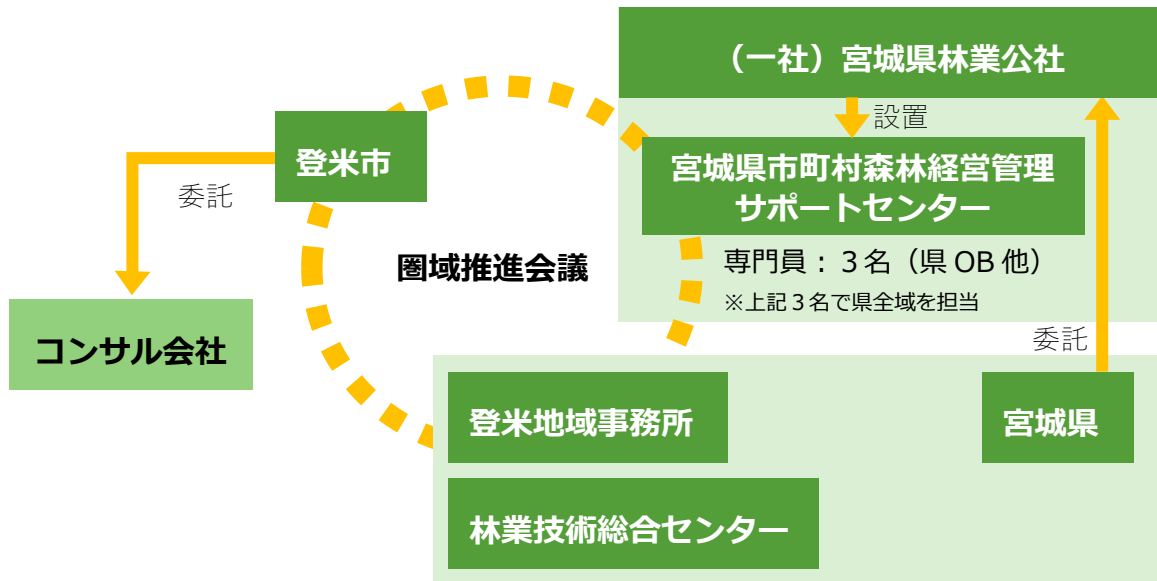 （一社）宮城県林業公社
設置
登米市
委託
宮城県市町村森林経営管理
サポートセンター
圏域推進会議
専門員：３名（県 OB 他）
※上記３名で県全域を担当
コンサル会社
委託
登米地域事務所
宮城県
林業技術総合センター